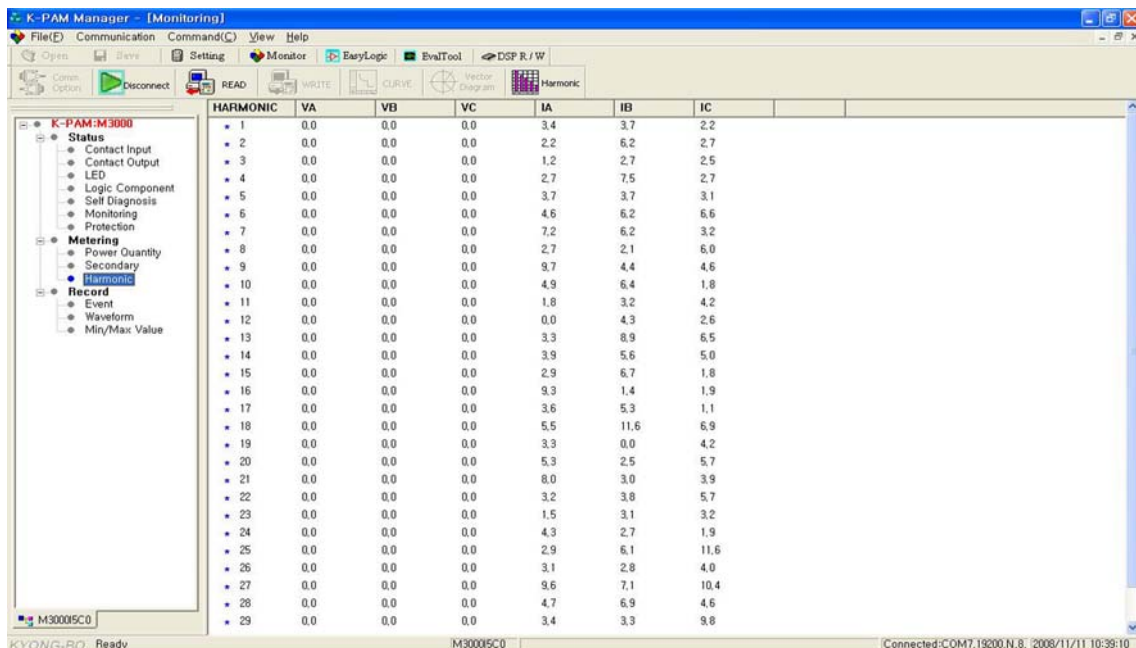 K-PAM Manager - [Monitoring]
File(F) Communication Command(C) View Help
Open Save Setting Monitor EasyLogic EvalTool DSP R / W
Comm. Option Disconnect READ WRITE CURVE Vector Diagram Harmonic
K-PAM:M3000
Status
Contact Input
Contact Output
LED
Logic Component
Self Diagnosis
Monitoring
Protection
Metering
Power Quantity
Secondary
Harmonic
Record
Event
Waveform
Min/Max Value
M3000I5C0
HARMONIC VA VB VC IA IB IC
1 0,0 0,0 0,0 3,4 3,7 2,2
2 0,0 0,0 0,0 2,2 6,2 2,7
3 0,0 0,0 0,0 1,2 2,7 2,5
4 0,0 0,0 0,0 2,7 7,5 2,7
5 0,0 0,0 0,0 3,7 3,7 3,1
6 0,0 0,0 0,0 4,6 6,2 6,6
7 0,0 0,0 0,0 7,2 6,2 3,2
8 0,0 0,0 0,0 2,7 2,1 6,0
9 0,0 0,0 0,0 9,7 4,4 4,6
10 0,0 0,0 0,0 4,9 6,4 1,8
11 0,0 0,0 0,0 1,8 3,2 4,2
12 0,0 0,0 0,0 0,0 4,3 2,6
13 0,0 0,0 0,0 3,3 8,9 6,5
14 0,0 0,0 0,0 3,9 5,6 5,0
15 0,0 0,0 0,0 2,9 6,7 1,8
16 0,0 0,0 0,0 9,3 1,4 1,9
17 0,0 0,0 0,0 3,6 5,3 1,1
18 0,0 0,0 0,0 5,5 11,6 6,9
19 0,0 0,0 0,0 3,3 0,0 4,2
20 0,0 0,0 0,0 5,3 2,5 5,7
21 0,0 0,0 0,0 8,0 3,0 3,9
22 0,0 0,0 0,0 3,2 3,8 5,7
23 0,0 0,0 0,0 1,5 3,1 3,2
24 0,0 0,0 0,0 4,3 2,7 1,9
25 0,0 0,0 0,0 2,9 6,1 11,6
26 0,0 0,0 0,0 3,1 2,8 4,0
27 0,0 0,0 0,0 9,6 7,1 10,4
28 0,0 0,0 0,0 4,7 6,9 4,6
29 0,0 0,0 0,0 3,4 3,3 9,8
KYONG-BO Ready M3000I5C0 Connected:COM7,19200,N,8, 2008/11/11 10:39:10